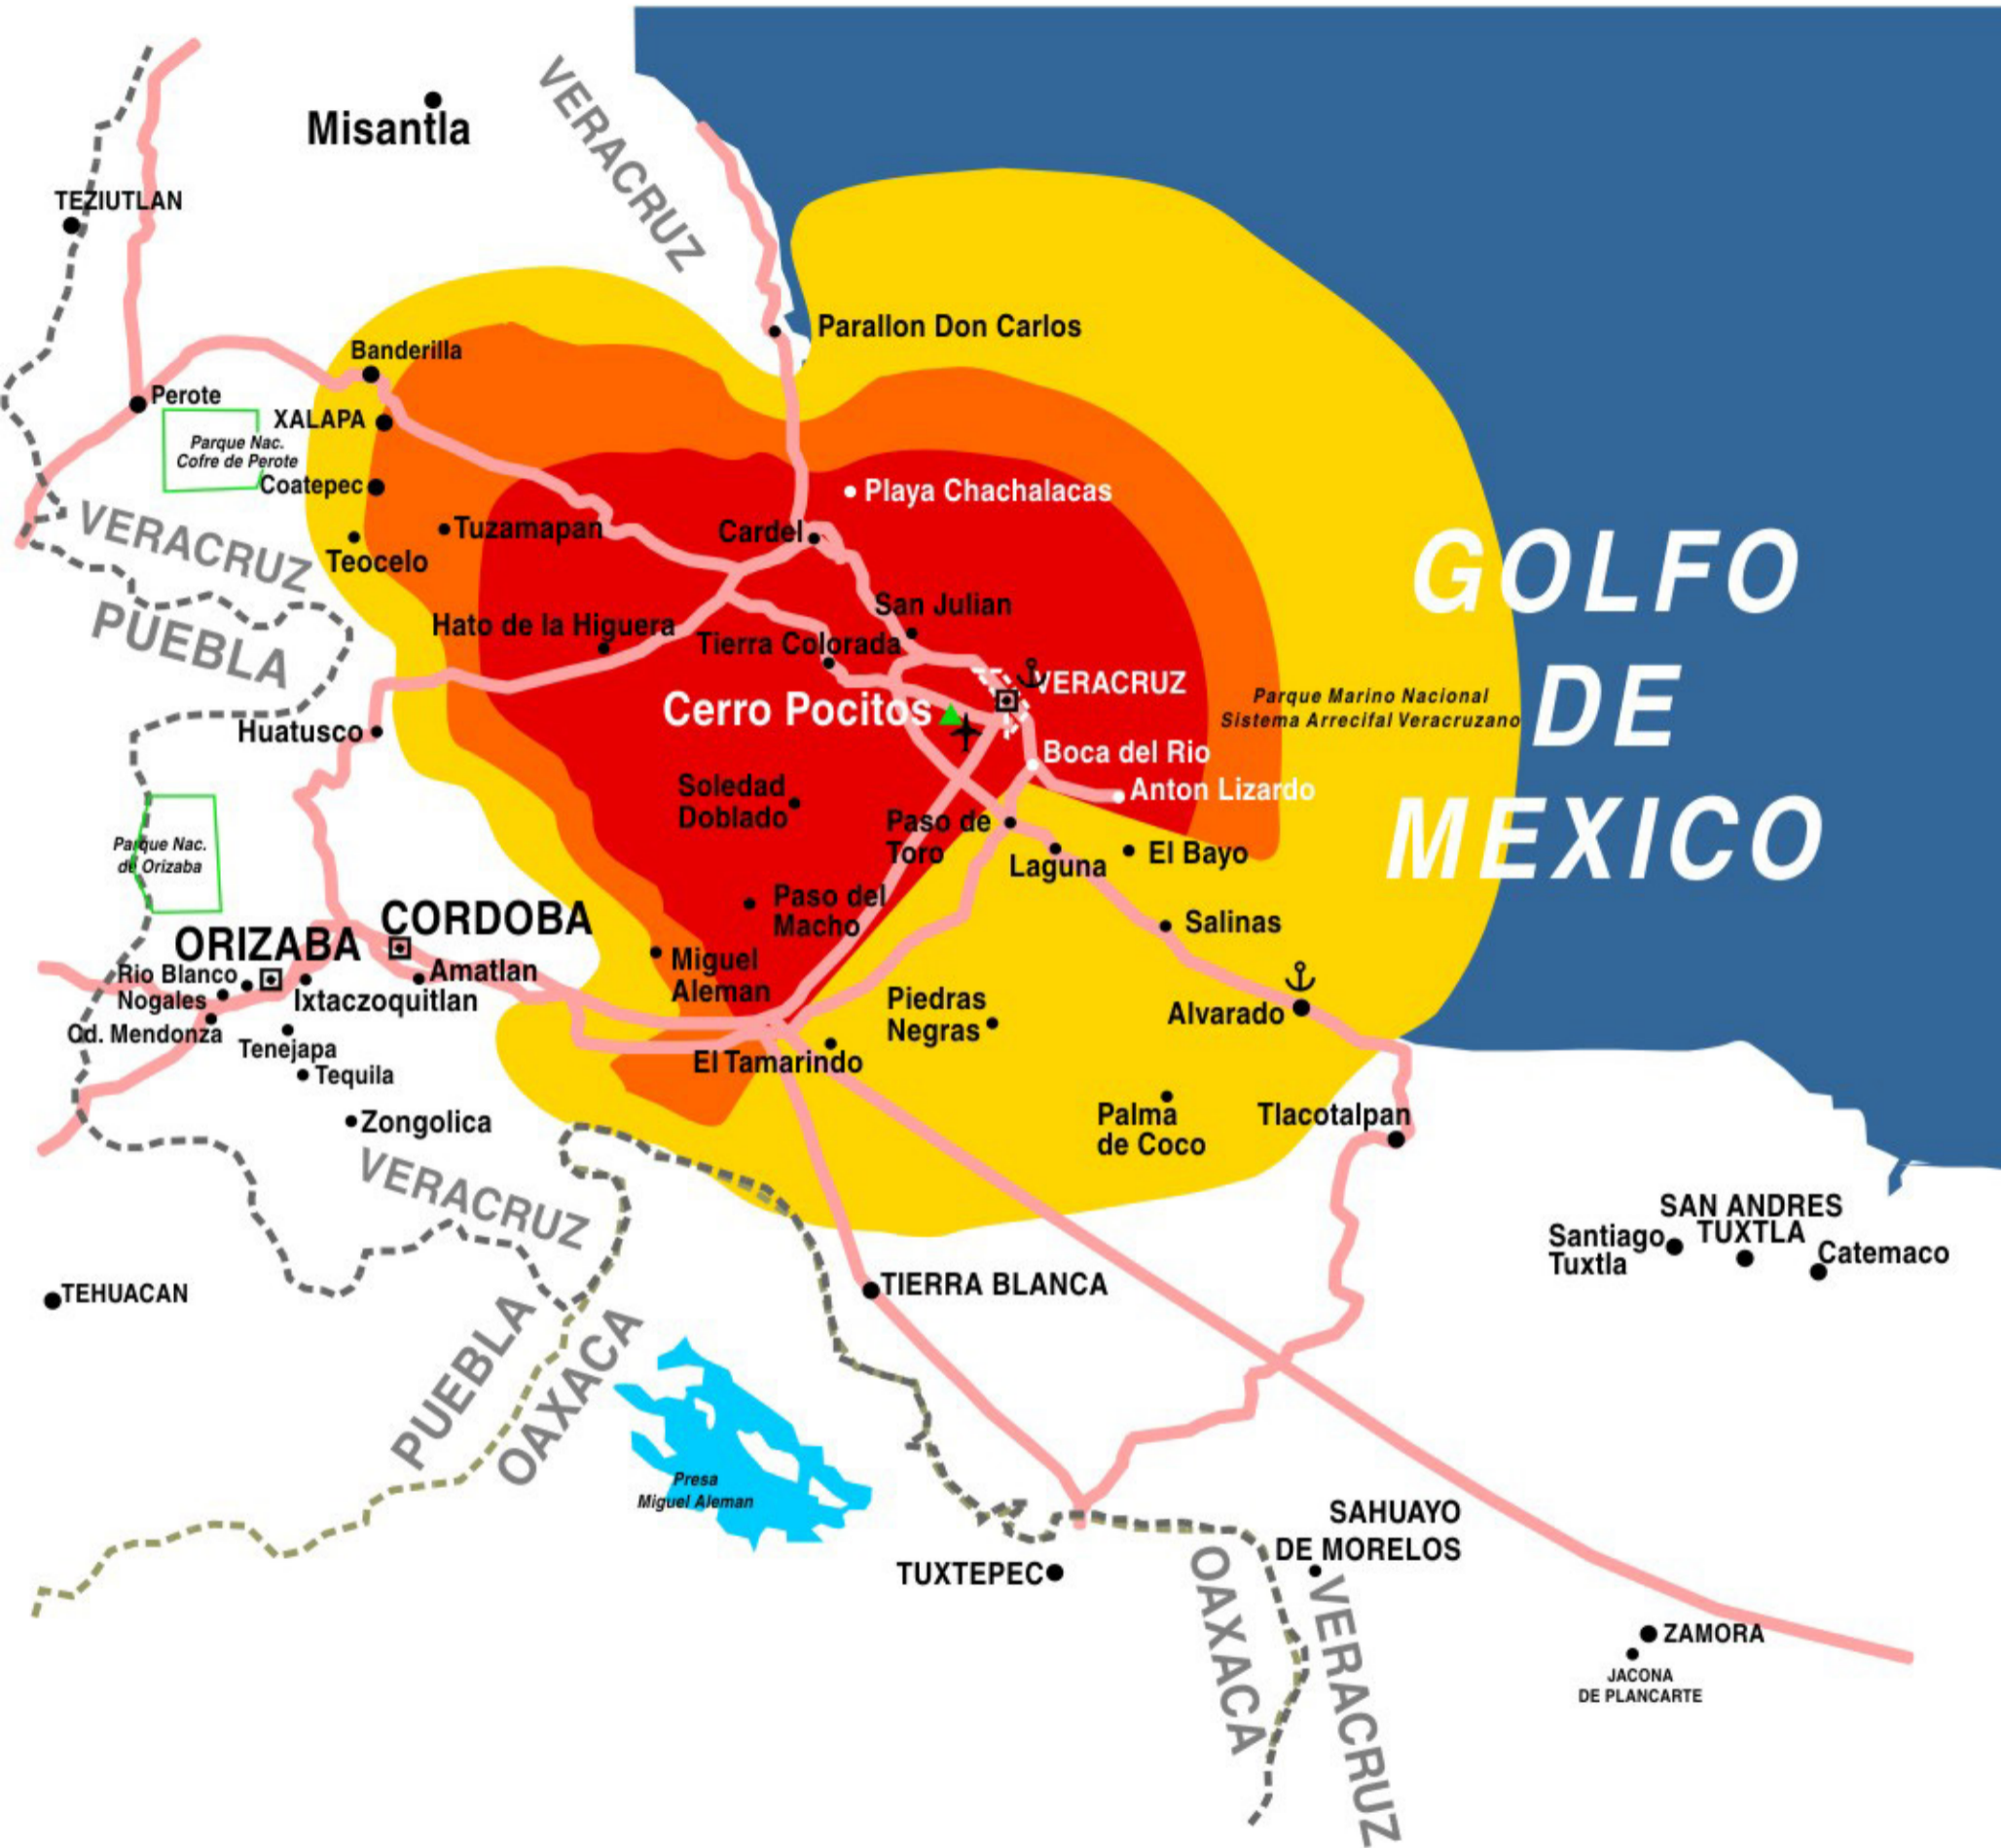 VERACRUZ
Misantla
TEZIUTLAN
Parallon Don Carlos
Banderilla
Perote
XALAPA
Parque Nac.
Cofre de Perote
Coatepec
Playa Chachalacas
VERACRUZ
Tuzamapan
Cardel
Teocelo
GOLFO
DE
MEXICO
PUEBLA
San Julian
Hato de la Higuera
Tierra Colorada
VERACRUZ
Cerro Pocitos
Parque Marino Nacional
Sistema Arrecifal Veracruzano
Huatusco
Boca del Rio
Soledad
Doblado
Anton Lizardo
Paso de
Toro
Laguna
El Bayo
Parque Nac.
de Orizaba
Paso del
Macho
CORDOBA
Salinas
ORIZABA
Miguel
Aleman
Rio Blanco
Amatlan
Nogales
Ixtaczoquitlan
Piedras
Negras
Alvarado
Cd. Mendonza
Tenejapa
El Tamarindo
Tequila
Palma
de Coco
Tlacotalpan
Zongolica
VERACRUZ
SAN ANDRES
TUXTLA
Santiago
Tuxtla
Catemaco
TEHUACAN
TIERRA BLANCA
PUEBLA
OAXACA
Presa
Miguel Aleman
SAHUAYO
DE MORELOS
TUXTEPEC
OAXACA
VERACRUZ
ZAMORA
JACONA
DE PLANCARTE